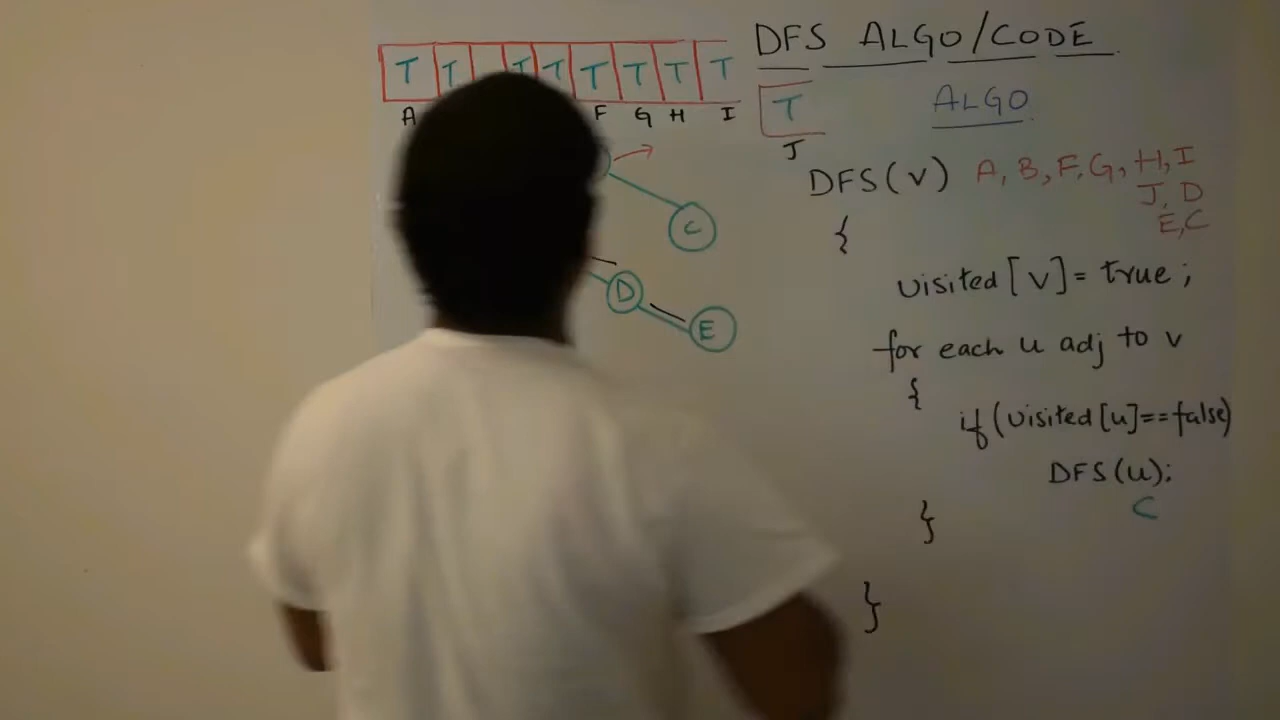 DFS ALGO/CODE
T T T T T T T T
A F G H I
T
J
ALGO
DFS(v) A, B, F, G, H, I
J, D
E, C
{
visited[v]= true;
for each u adj to v
{
if(visited[u]==false)
DFS(u);
C
}
}
C
D
E